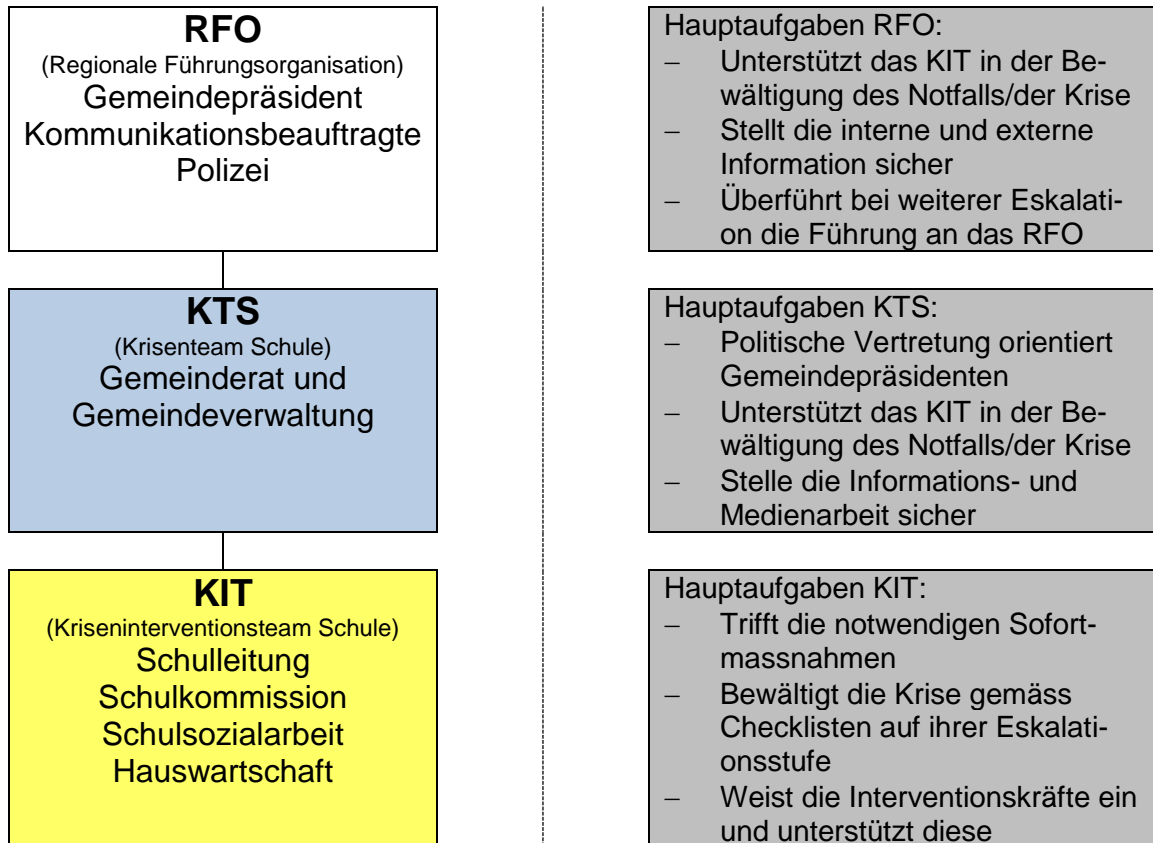 RFO
(Regionale Führungsorganisation)
Gemeindepräsident
Kommunikationsbeauftragte
Polizei
Hauptaufgaben RFO:
– Unterstützt das KIT in der Be-
wältigung des Notfalls/der Krise
– Stellt die interne und externe
Information sicher
– Überführt bei weiterer Eskalati-
on die Führung an das RFO
KTS
(Krisenteam Schule)
Gemeinderat und
Gemeindeverwaltung
Hauptaufgaben KTS:
– Politische Vertretung orientiert
Gemeindepräsidenten
– Unterstützt das KIT in der Be-
wältigung des Notfalls/der Krise
– Stelle die Informations- und
Medienarbeit sicher
KIT
(Kriseninterventionsteam Schule)
Schulleitung
Schulkommission
Schulsozialarbeit
Hauswartschaft
Hauptaufgaben KIT:
– Trifft die notwendigen Sofort-
massnahmen
– Bewältigt die Krise gemäss
Checklisten auf ihrer Eskalati-
onsstufe
– Weist die Interventionskräfte ein
und unterstützt diese